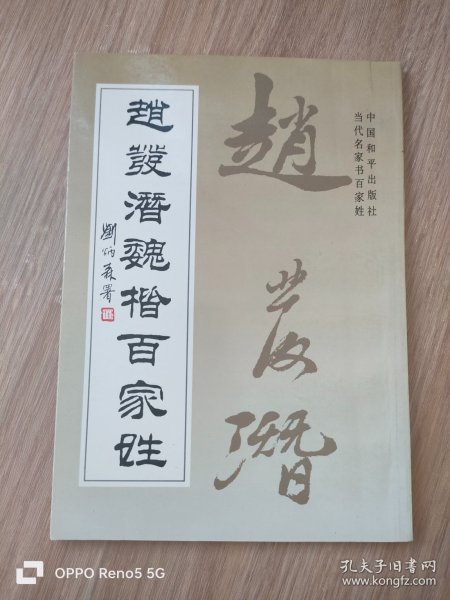 中国和平出版社
当代名家书百家姓
趙發潛
趙發潛魏楷百家姓
劉炳森署
OPPO Reno5 5G
孔夫子旧书网
www.kongfz.com